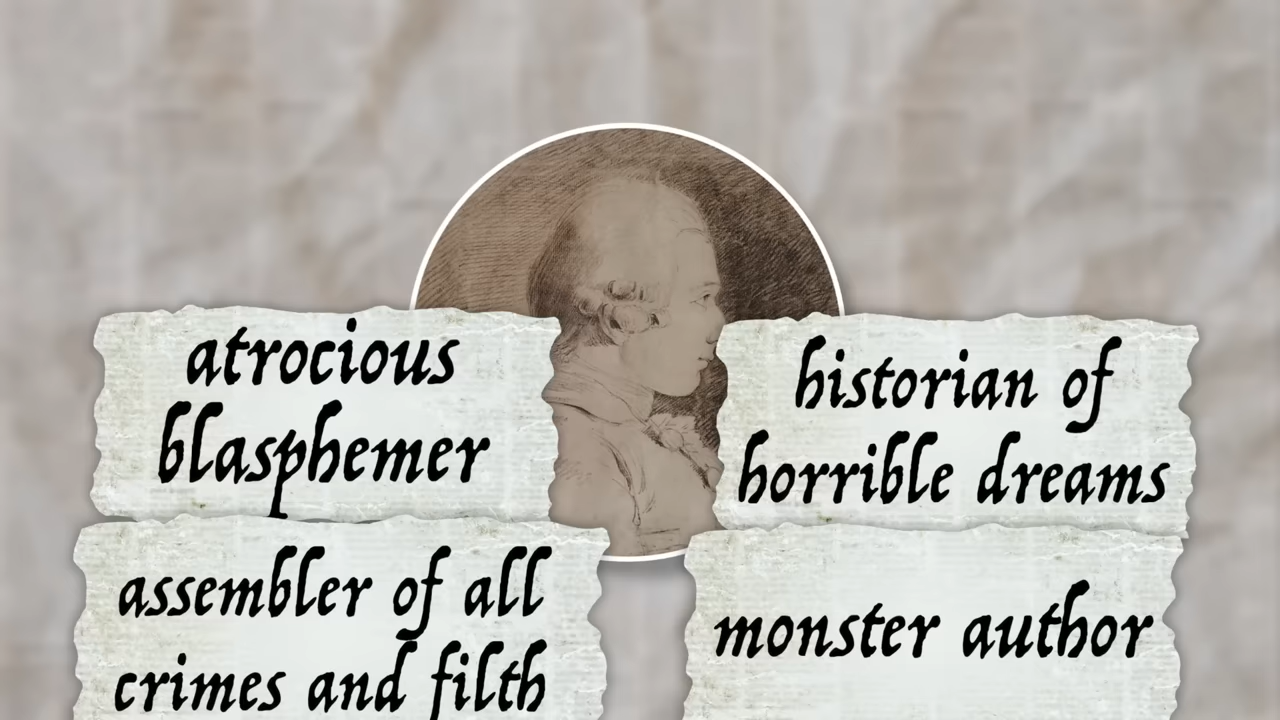 atrocious
blasphemer
historian of
horrible dreams
assembler of all
crimes and filth
monster author